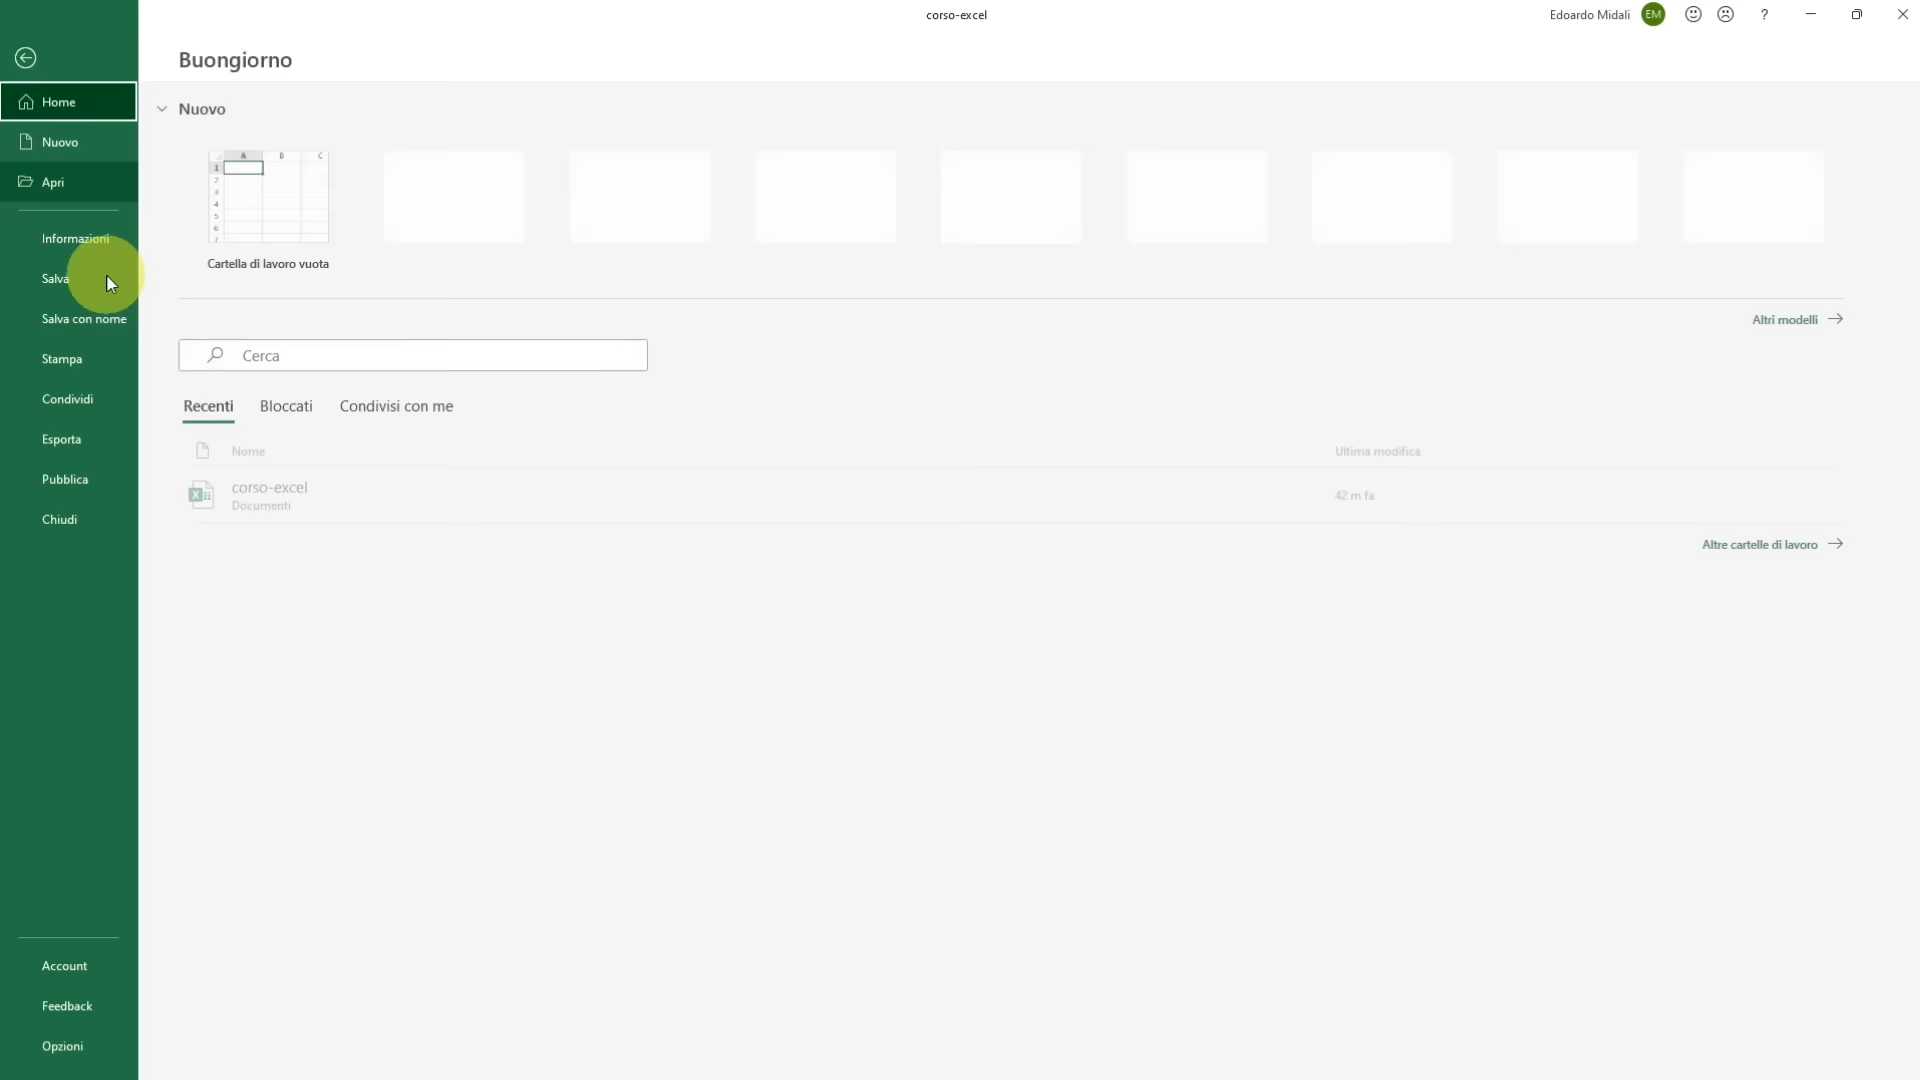 corso-excel
Edoardo Midali EM
?
Buongiorno
Home
Nuovo
Apri
Informazioni
Salva
Salva con nome
Stampa
Condividi
Esporta
Pubblica
Chiudi
Account
Feedback
Opzioni
Nuovo
A B C
1
2
3
4
5
6
7
Cartella di lavoro vuota
Altri modelli
Cerca
Recenti Bloccati Condivisi con me
Nome Ultima modifica
corso-excel
Documenti
42 m fa
Altre cartelle di lavoro